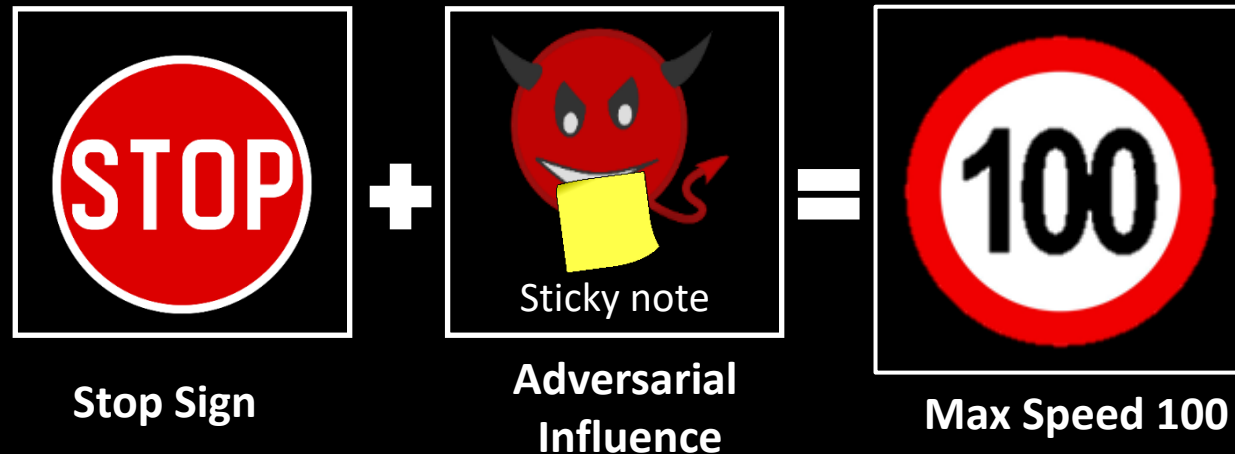 STOP
Sticky note
100
Stop Sign
Adversarial
Influence
Max Speed 100